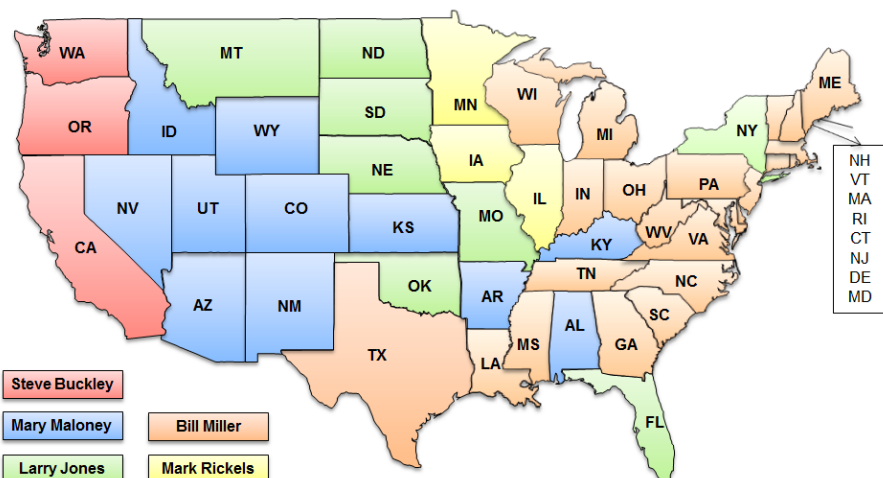 WA
MT
ND
MN
ME
OR
ID
WY
SD
WI
MI
NY
NE
IA
NV
UT
CO
KS
MO
IL
IN
OH
PA
WV
VA
KY
CA
AZ
NM
OK
AR
TN
NC
SC
TX
LA
MS
AL
GA
FL
NH
VT
MA
RI
CT
NJ
DE
MD
Steve Buckley
Mary Maloney
Bill Miller
Larry Jones
Mark Rickels